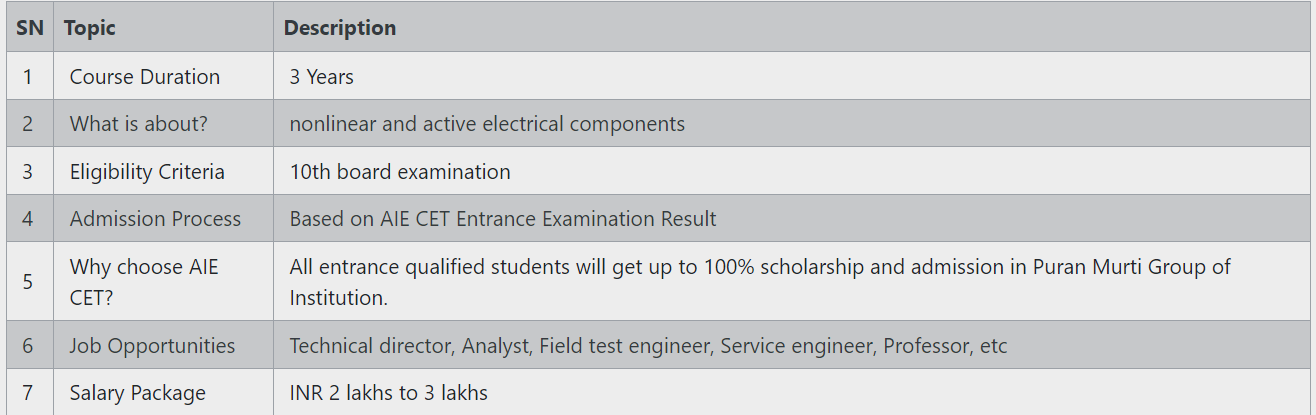 SN Topic Description
1 Course Duration 3 Years
2 What is about? nonlinear and active electrical components
3 Eligibility Criteria 10th board examination
4 Admission Process Based on AIE CET Entrance Examination Result
5 Why choose AIE CET? All entrance qualified students will get up to 100% scholarship and admission in Puran Murti Group of
Institution.
6 Job Opportunities Technical director, Analyst, Field test engineer, Service engineer, Professor, etc
7 Salary Package INR 2 lakhs to 3 lakhs